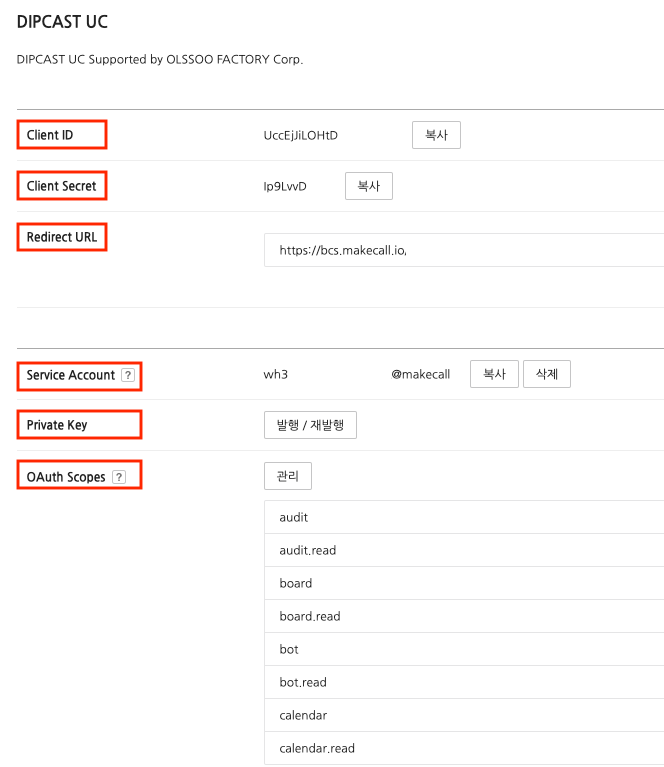 DIPCAST UC
DIPCAST UC Supported by OLSSOO FACTORY Corp.
Client ID UccEjJiLOHtD 복사
Client Secret Ip9LvvD 복사
Redirect URL
https://bcs.makecall.io,
Service Account ? wh3 @makecall 복사 삭제
Private Key 발행 / 재발행
OAuth Scopes ? 관리
audit
audit.read
board
board.read
bot
bot.read
calendar
calendar.read